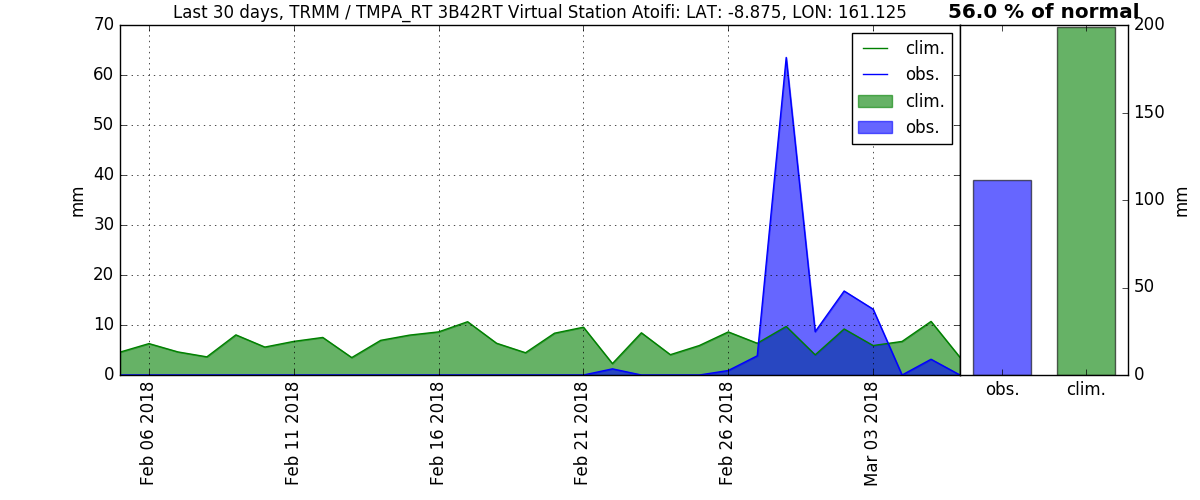 Last 30 days, TRMM / TMPA_RT 3B42RT Virtual Station Atoifi: LAT: -8.875, LON: 161.125
56.0 % of normal
70
60
50
40
30
20
10
0
mm
clim.
obs.
clim.
obs.
Feb 06 2018
Feb 11 2018
Feb 16 2018
Feb 21 2018
Feb 26 2018
Mar 03 2018
200
150
100
50
0
mm
obs.
clim.